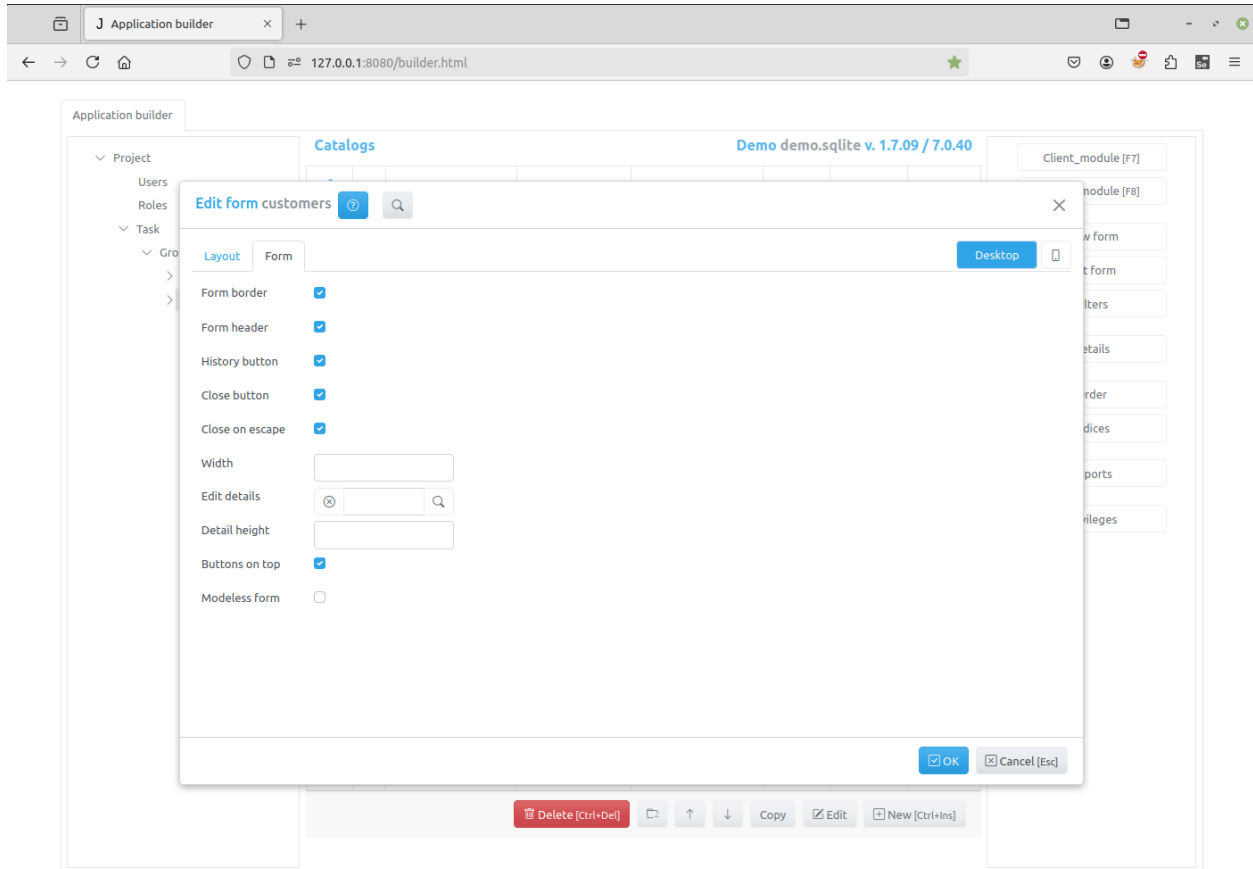 J Application builder
127.0.0.1:8080/builder.html
Application builder
Project
Users
Roles
Task
Catalogs
Demo demo.sqlite v. 1.7.09 / 7.0.40
Client_module [F7]
[F8]
form
form
Edit form customers
Layout
Form
Desktop
Form border
Form header
History button
Close button
Close on escape
Width
Edit details
Detail height
Buttons on top
Modeless form
OK
Cancel [Esc]
Delete [Ctrl+Del]
Copy
Edit
New [Ctrl+Ins]